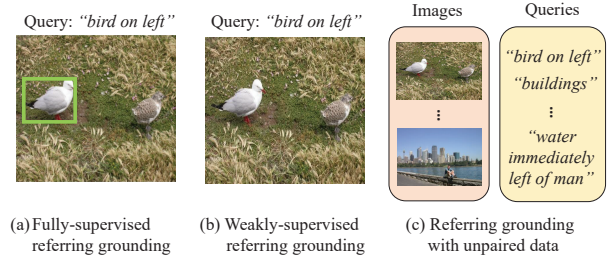 Query: “bird on left”
(a) Fully-supervised
referring grounding
Query: “bird on left”
(b) Weakly-supervised
referring grounding
Images
⋮
Queries
“bird on left”
“buildings”
⋮
“water
immediately
left of man”
(c) Referring grounding
with unpaired data